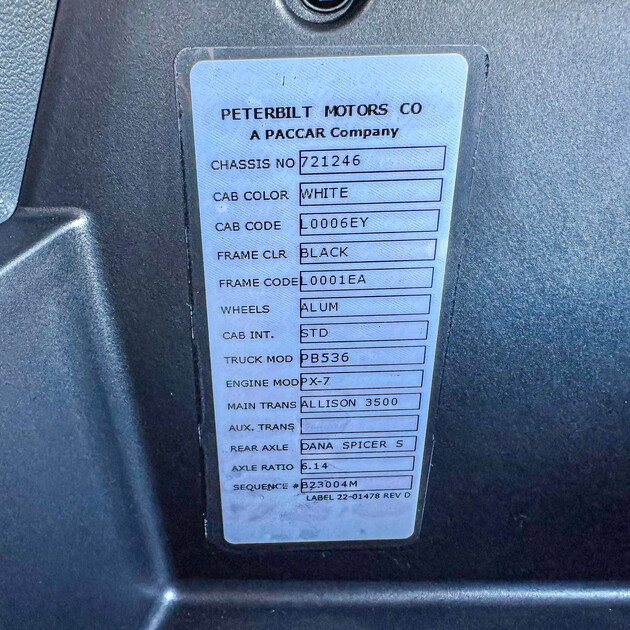 PETERBILT MOTORS CO
A PACCAR Company
CHASSIS NO 721246
CAB COLOR WHITE
CAB CODE L0006EY
FRAME CLR BLACK
FRAME CODE L0001EA
WHEELS ALUM
CAB INT. STD
TRUCK MOD PB536
ENGINE MOD PX-7
MAIN TRANS ALLISON 3500
AUX. TRANS
REAR AXLE DANA SPICER S
AXLE RATIO 6.14
SEQUENCE # B23004M
LABEL 22-01478 REV D